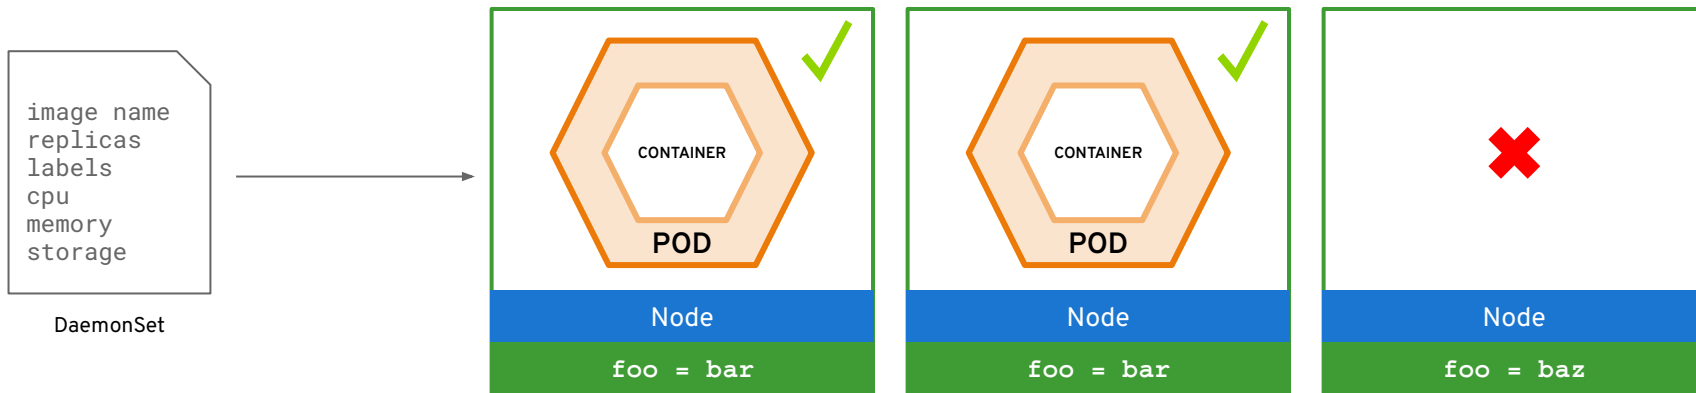 image name
replicas
labels
cpu
memory
storage
DaemonSet
CONTAINER
POD
Node
foo = bar
CONTAINER
POD
Node
foo = bar
Node
foo = baz